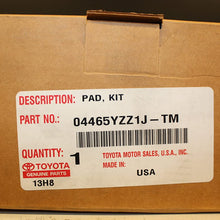 DESCRIPTION: PAD, KIT
PART NO.: 04465YZZ1J-TM
QUANTITY: 1
TOYOTA MOTOR SALES, U.S.A., INC.
MADE IN:
USA
TOYOTA
GENUINE PARTS
13H8